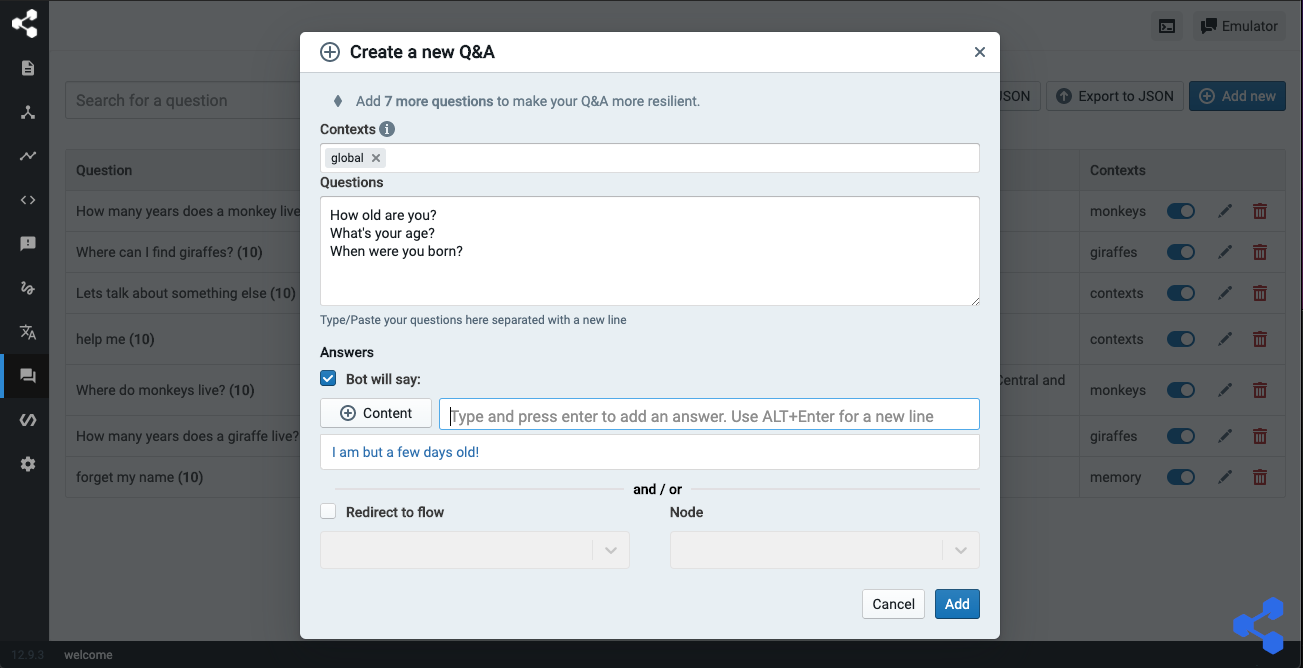 Emulator
Create a new Q&A
Search for a question
JSON
Export to JSON
Add new
Add 7 more questions to make your Q&A more resilient.
Contexts
global
Questions
How old are you?
What's your age?
When were you born?
Type/Paste your questions here separated with a new line
Answers
Bot will say:
Content
Type and press enter to add an answer. Use ALT+Enter for a new line
I am but a few days old!
and / or
Redirect to flow
Node
Cancel
Add
Question
Contexts
How many years does a monkey live
monkeys
Where can I find giraffes? (10)
giraffes
Lets talk about something else (10)
contexts
help me (10)
contexts
Where do monkeys live? (10)
Central and
monkeys
How many years does a giraffe live?
giraffes
forget my name (10)
memory
12.9.3
welcome